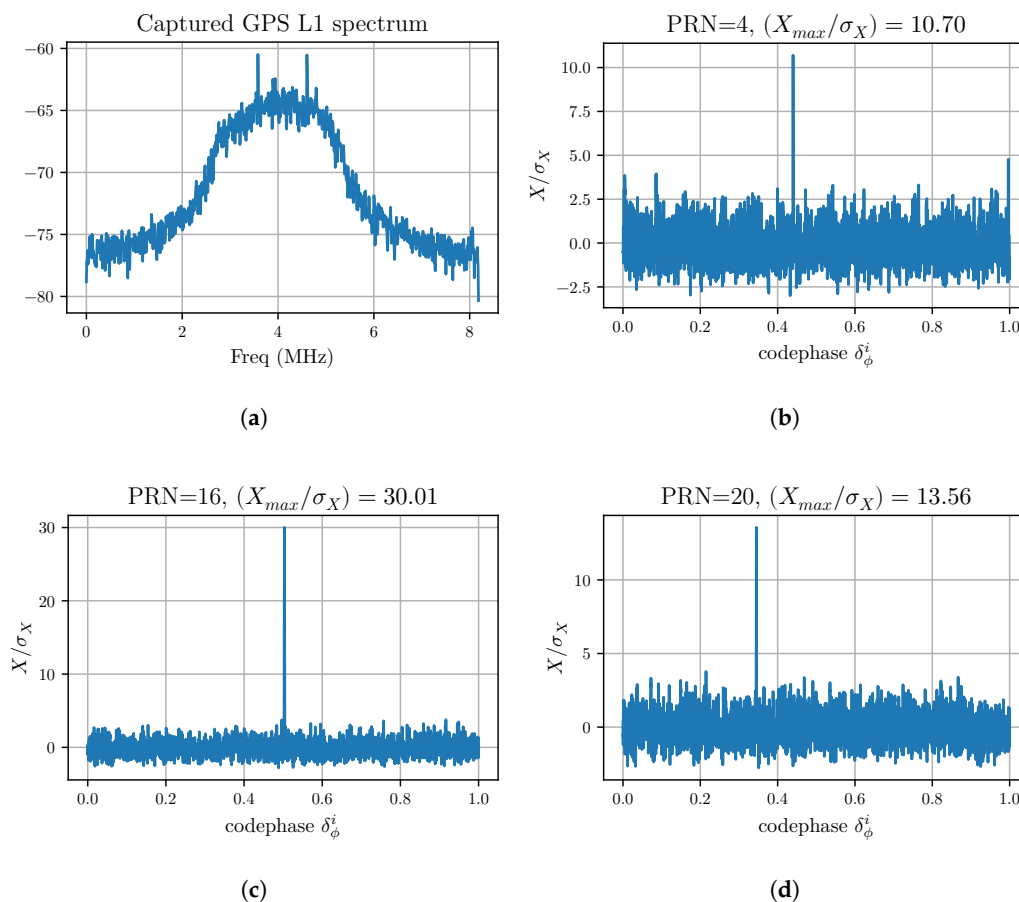 Captured GPS L1 spectrum
−60
−65
−70
−75
−80
0 2 4 6 8
Freq (MHz)
(a)
PRN=4, (X_max/σ_X) = 10.70
X/σ_X
10.0
7.5
5.0
2.5
0.0
−2.5
0.0 0.2 0.4 0.6 0.8 1.0
codephase δ_ϕ^i
(b)
PRN=16, (X_max/σ_X) = 30.01
X/σ_X
30
20
10
0
0.0 0.2 0.4 0.6 0.8 1.0
codephase δ_ϕ^i
(c)
PRN=20, (X_max/σ_X) = 13.56
X/σ_X
10
5
0
0.0 0.2 0.4 0.6 0.8 1.0
codephase δ_ϕ^i
(d)